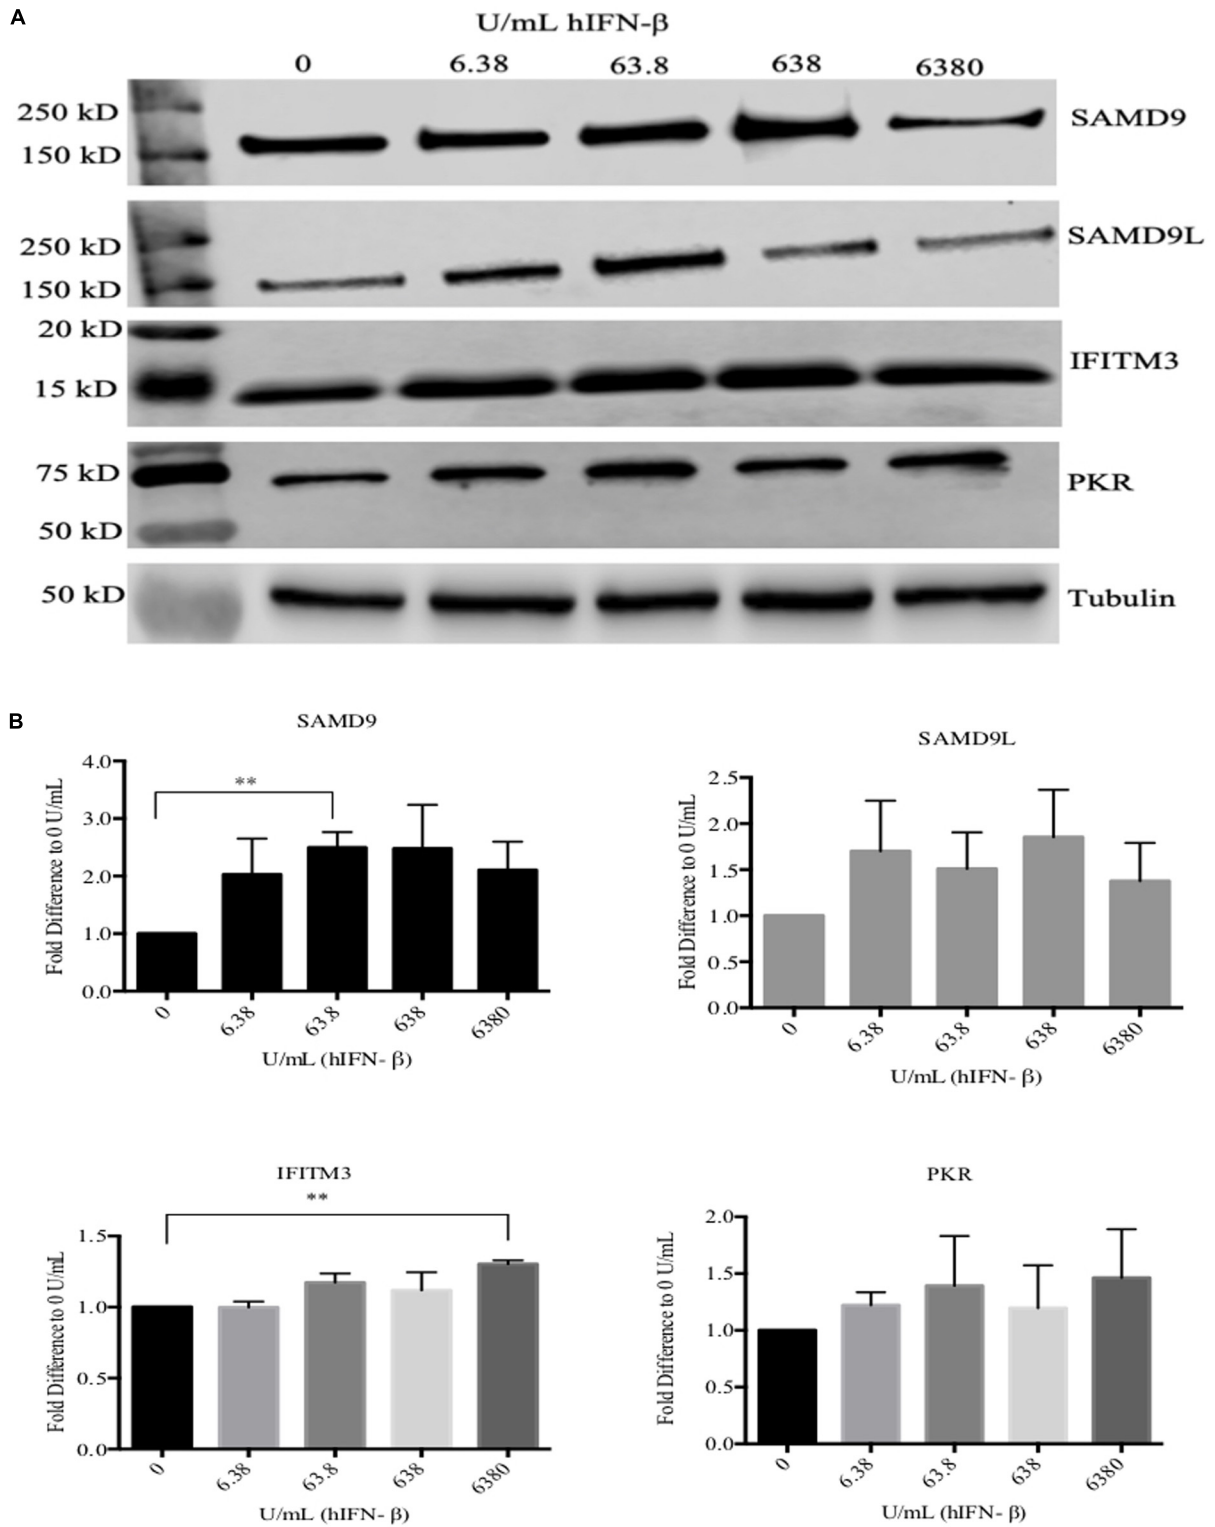 A
U/mL hIFN-β
0 6.38 63.8 638 6380
250 kD
150 kD
SAMD9
250 kD
150 kD
SAMD9L
20 kD
15 kD
IFITM3
75 kD
50 kD
PKR
50 kD
Tubulin
B
SAMD9
**
Fold Difference to 0 U/mL
4.0
3.0
2.0
1.0
0.0
0 6.38 63.8 638 6380
U/mL (hIFN- β)
SAMD9L
Fold Difference to 0 U/mL
2.5
2.0
1.5
1.0
0.5
0.0
0 6.38 63.8 638 6380
U/mL (hIFN- β)
IFITM3
**
Fold Difference to 0 U/mL
1.5
1.0
0.5
0.0
0 6.38 63.8 638 6380
U/mL (hIFN- β)
PKR
Fold Difference to 0 U/mL
2.0
1.5
1.0
0.5
0.0
0 6.38 63.8 638 6380
U/mL (hIFN- β)